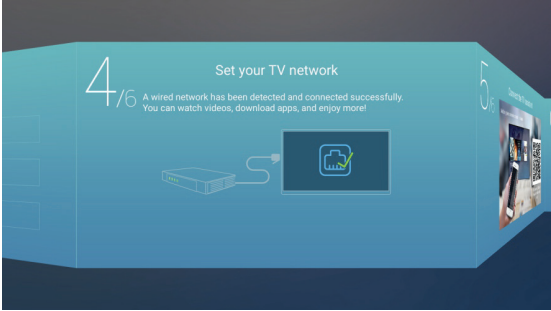 4/6
Set your TV network
A wired network has been detected and connected successfully.
You can watch videos, download apps, and enjoy more!
5/6